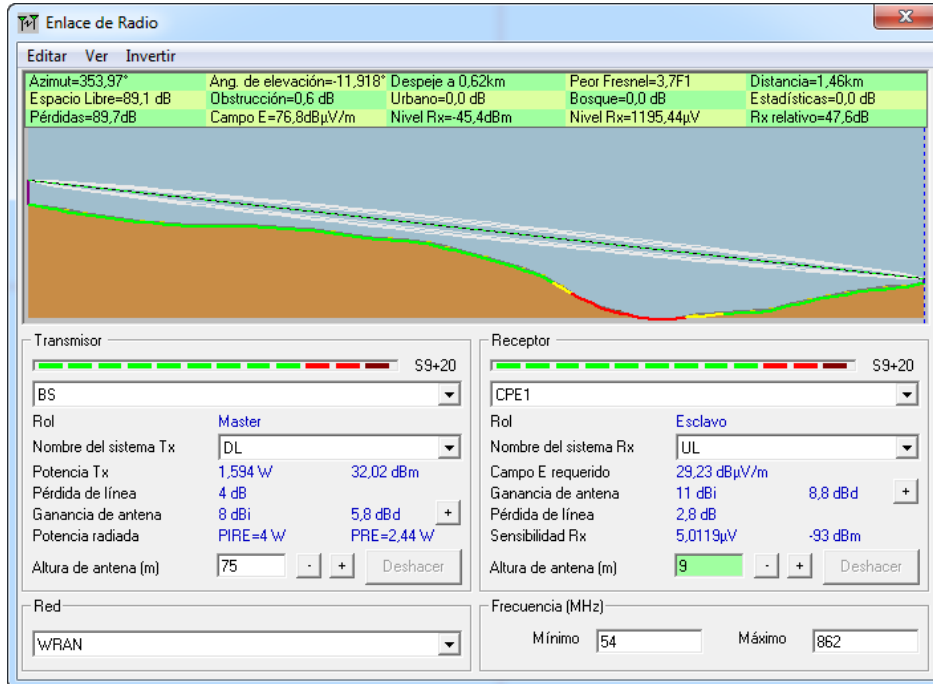 Enlace de Radio
Editar Ver Invertir
Azimut=353,97° Ang. de elevación=-11,918° Despeje a 0,62km Peor Fresnel=3,7F1 Distancia=1,46km
Espacio Libre=89,1 dB Obstrucción=0,6 dB Urbano=0,0 dB Bosque=0,0 dB Estadísticas=0,0 dB
Pérdidas=89,7dB Campo E=76,8dBµV/m Nivel Rx=-45,4dBm Nivel Rx=1195,44µV Rx relativo=47,6dB
Transmisor
S9+20
BS
Rol Master
Nombre del sistema Tx DL
Potencia Tx 1,594 W 32,02 dBm
Pérdida de línea 4 dB
Ganancia de antena 8 dBi 5,8 dBd +
Potencia radiada PIRE=4 W PRE=2,44 W
Altura de antena (m) 75 - + Deshacer
Receptor
S9+20
CPE1
Rol Esclavo
Nombre del sistema Rx UL
Campo E requerido 29,23 dBµV/m
Ganancia de antena 11 dBi 8,8 dBd +
Pérdida de línea 2,8 dB
Sensibilidad Rx 5,0119µV -93 dBm
Altura de antena (m) 9 - + Deshacer
Red
WRAN
Frecuencia (MHz)
Mínimo 54 Máximo 862